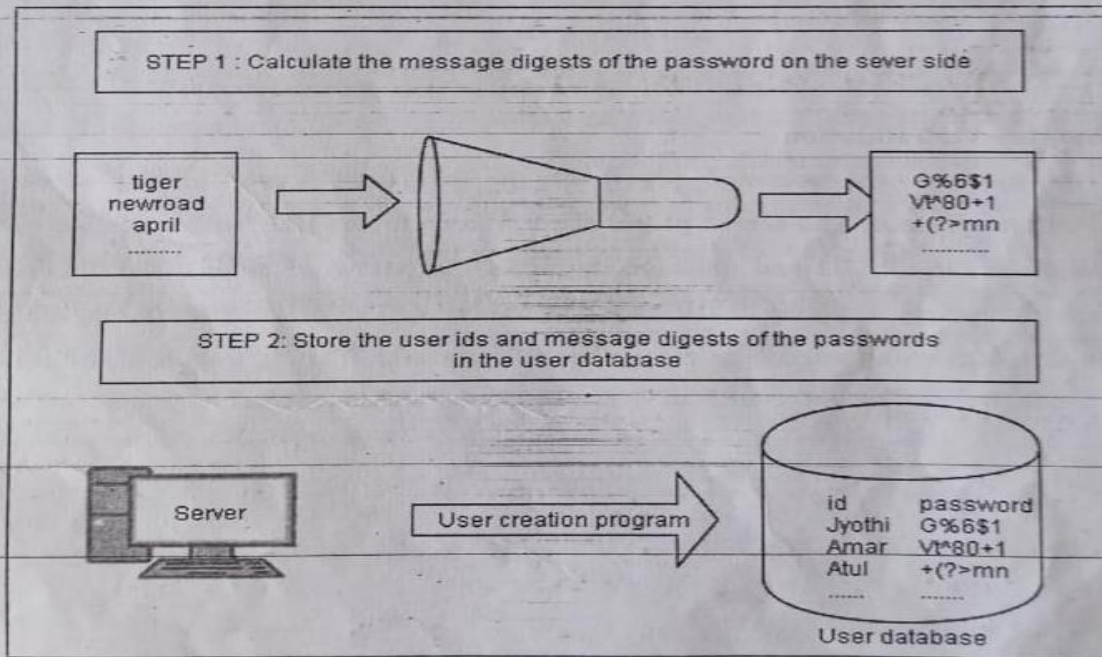 STEP 1 : Calculate the message digests of the password on the sever side
tiger
newroad
april
........
G%6$1
Vt^80+1
+(?>mn
..........
STEP 2: Store the user ids and message digests of the passwords
in the user database
Server
User creation program
id password
Jyothi G%6$1
Amar Vt^80+1
Atul +(?>mn
...... .......
User database